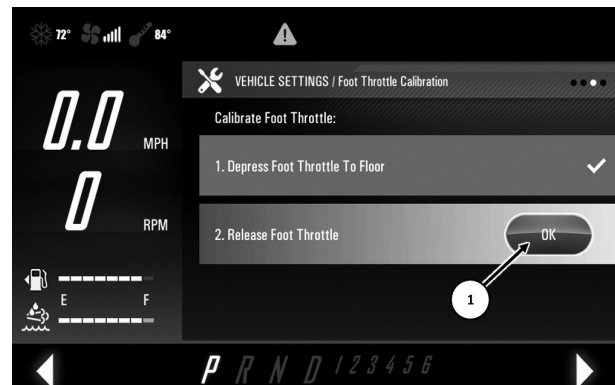 72° 84°
VEHICLE SETTINGS / Foot Throttle Calibration
Calibrate Foot Throttle:
0.0 MPH
1. Depress Foot Throttle To Floor
0 RPM
2. Release Foot Throttle OK
1
E F
P R N D 1 2 3 4 5 6